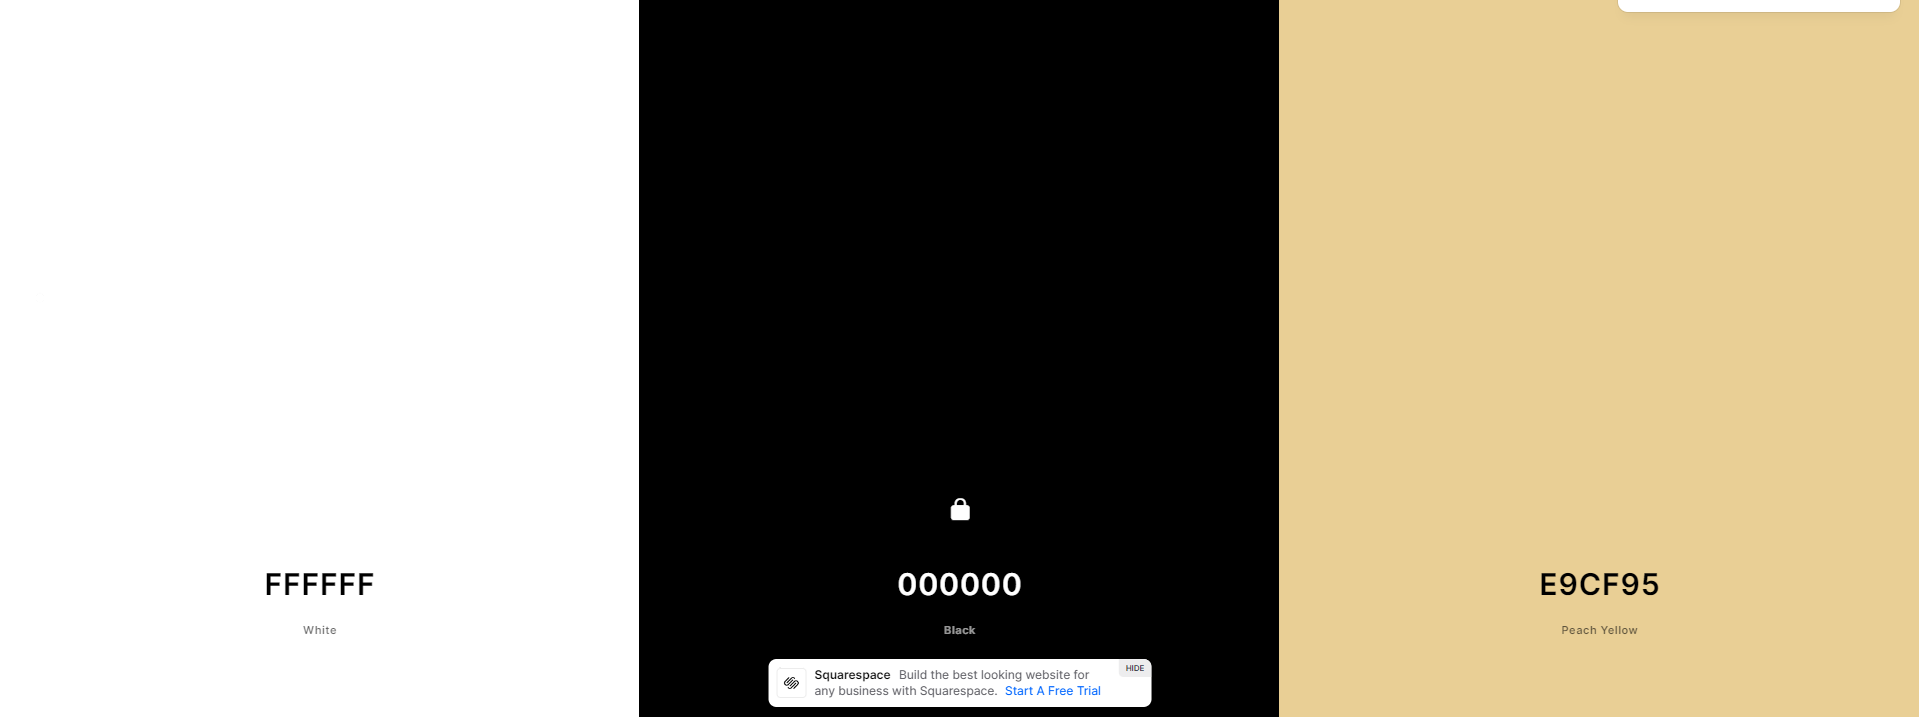 FFFFFF
White
000000
Black
E9CF95
Peach Yellow
Squarespace Build the best looking website for
any business with Squarespace. Start A Free Trial
HIDE